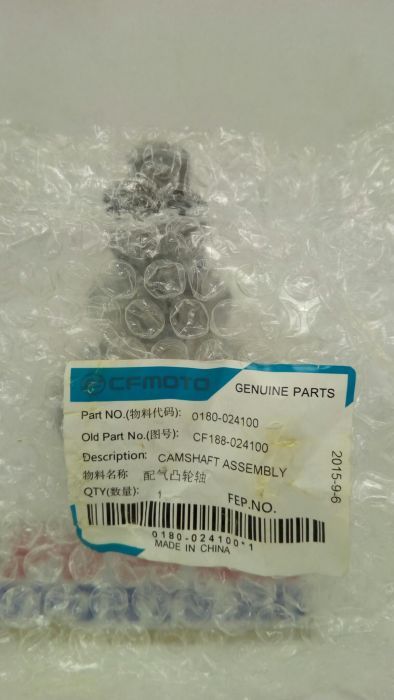 CFMOTO GENUINE PARTS
Part NO.(物料代码): 0180-024100
Old Part No.(图号): CF188-024100
Description: CAMSHAFT ASSEMBLY
物料名称: 配气凸轮轴
QTY(数量): 1 FEP.NO.
0180-024100*1
MADE IN CHINA
2015-9-6